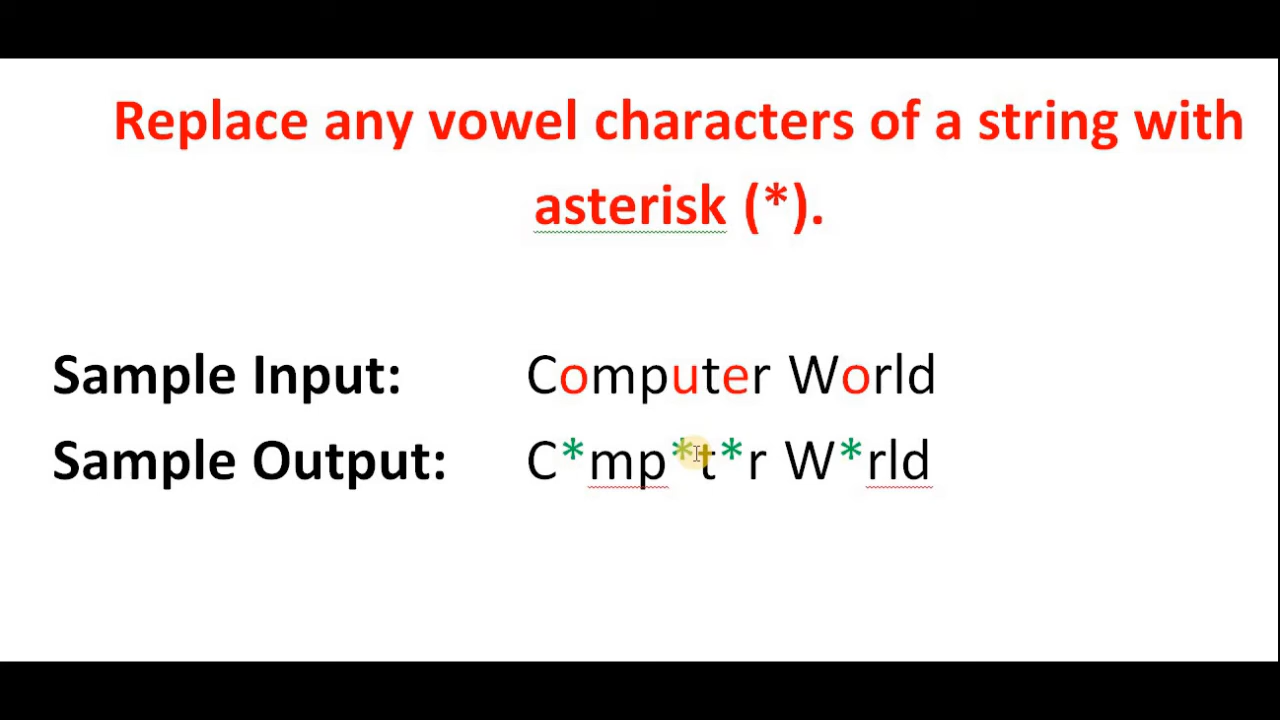 Replace any vowel characters of a string with
asterisk (*).
Sample Input: Computer World
Sample Output: C*mp*t*r W*rld